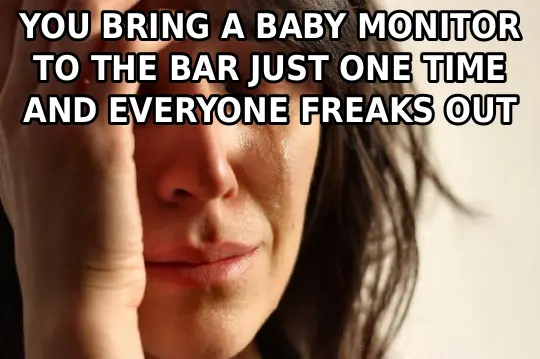 YOU BRING A BABY MONITOR
TO THE BAR JUST ONE TIME
AND EVERYONE FREAKS OUT